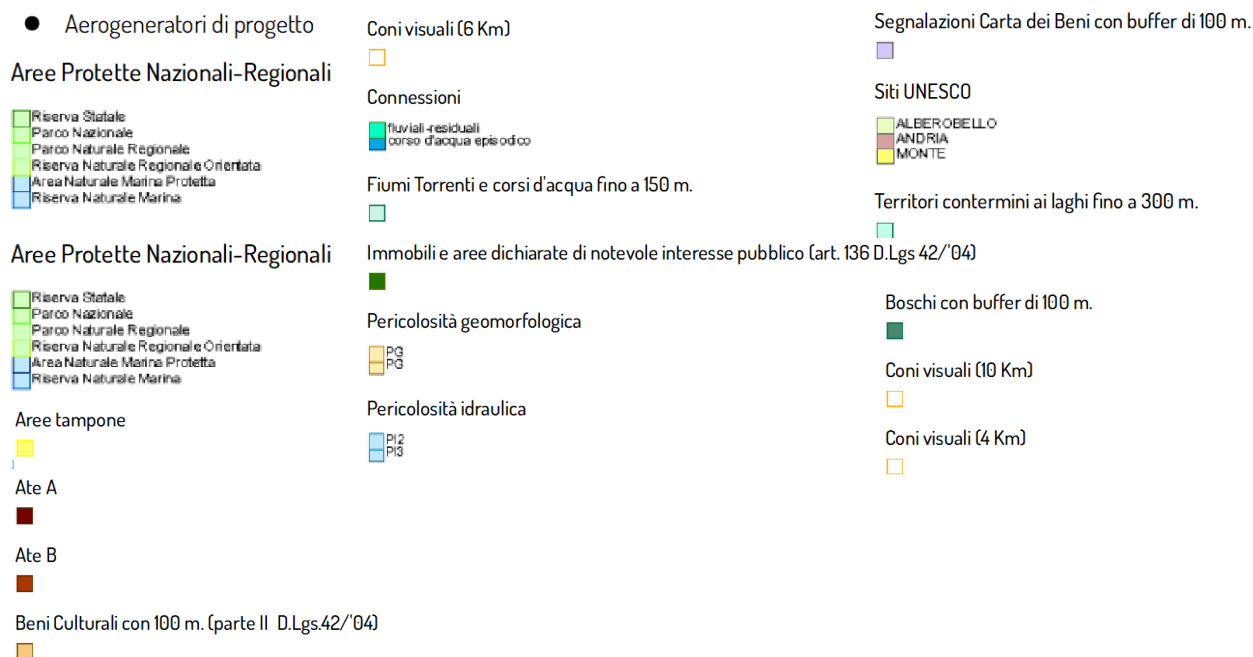 Aerogeneratori di progetto
Aree Protette Nazionali-Regionali
Riserva Statale
Parco Nazionale
Parco Naturale Regionale
Riserva Naturale Regionale Orientata
Area Naturale Marina Protetta
Riserva Naturale Marina
Aree Protette Nazionali-Regionali
Riserva Statale
Parco Nazionale
Parco Naturale Regionale
Riserva Naturale Regionale Orientata
Area Naturale Marina Protetta
Riserva Naturale Marina
Aree tampone
Ate A
Ate B
Beni Culturali con 100 m. (parte II D.Lgs.42/'04)
Coni visuali (6 Km)
Connessioni
fluviali-residuali
corso d'acqua episodico
Fiumi Torrenti e corsi d'acqua fino a 150 m.
Immobili e aree dichiarate di notevole interesse pubblico (art. 136 D.Lgs 42/'04)
Pericolosità geomorfologica
PG
PG
Pericolosità idraulica
PI2
PI3
Segnalazioni Carta dei Beni con buffer di 100 m.
Siti UNESCO
ALBEROBELLO
ANDRIA
MONTE
Territori contermini ai laghi fino a 300 m.
Boschi con buffer di 100 m.
Coni visuali (10 Km)
Coni visuali (4 Km)